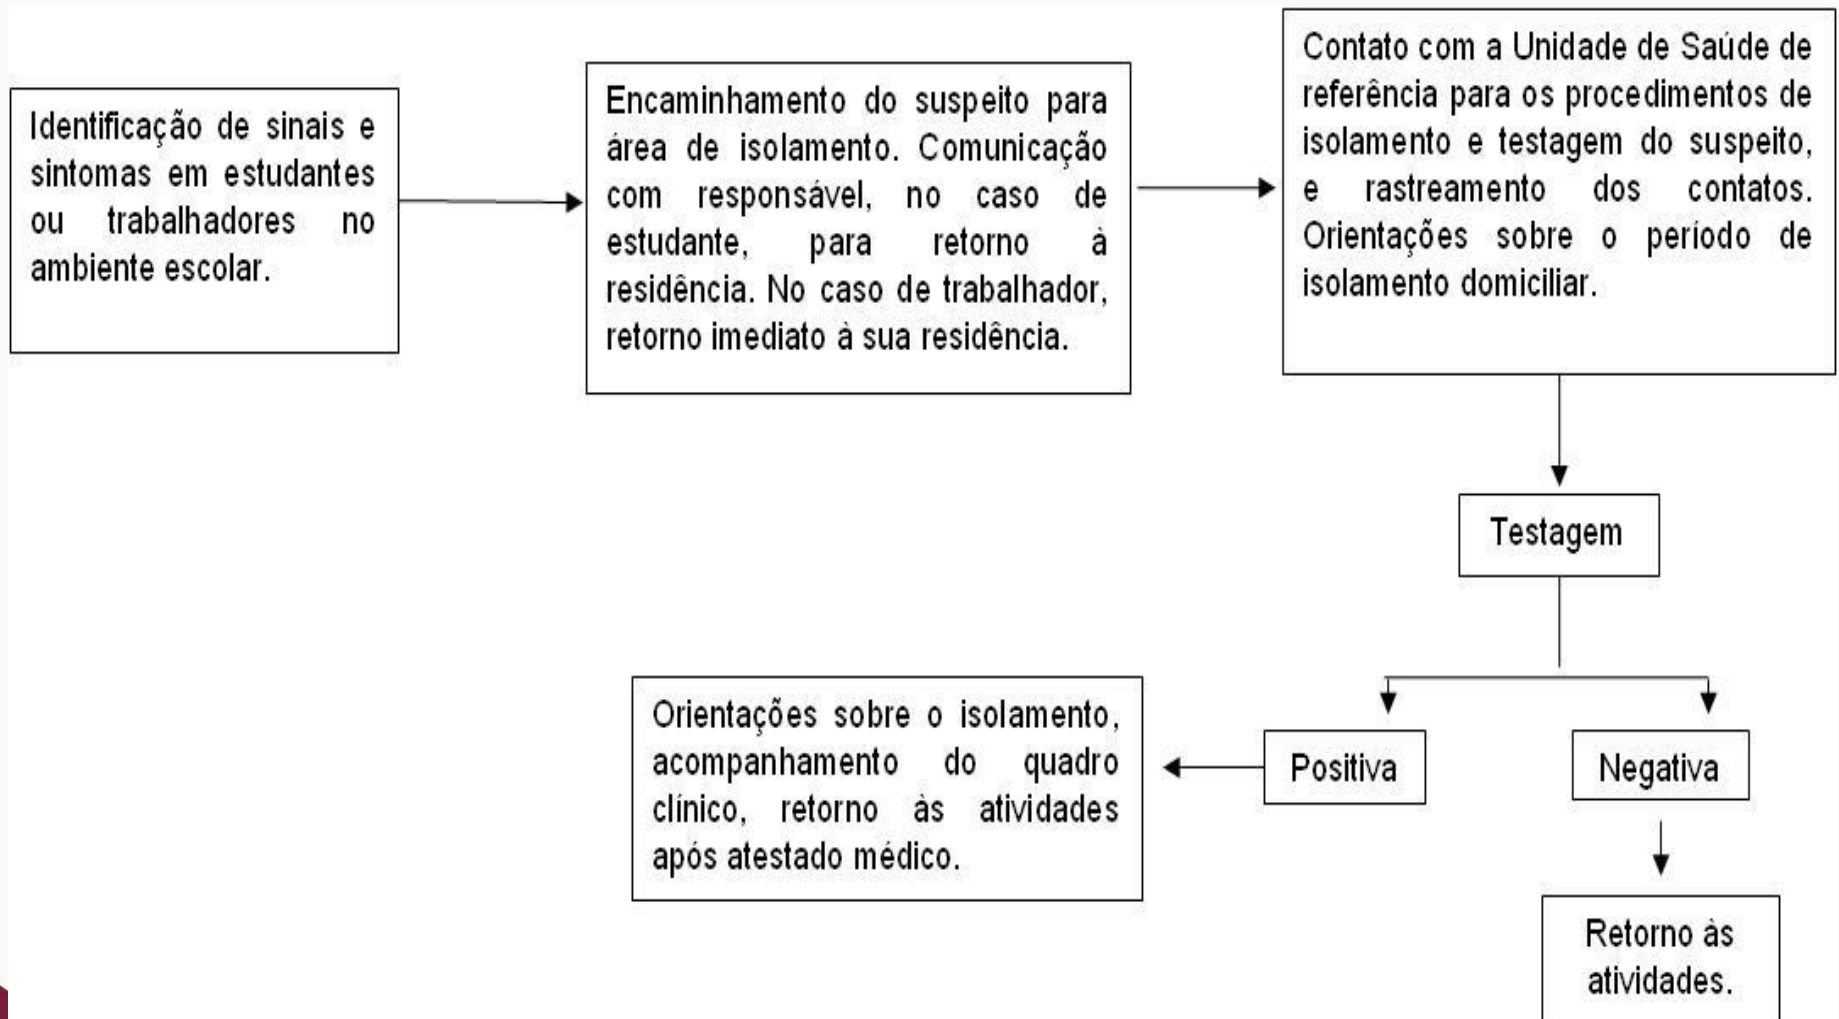 Identificação de sinais e
sintomas em estudantes
ou trabalhadores no
ambiente escolar.
Encaminhamento do suspeito para
área de isolamento. Comunicação
com responsável, no caso de
estudante, para retorno à
residência. No caso de trabalhador,
retorno imediato à sua residência.
Contato com a Unidade de Saúde de
referência para os procedimentos de
isolamento e testagem do suspeito,
e rastreamento dos contatos.
Orientações sobre o período de
isolamento domiciliar.
Testagem
Positiva
Negativa
Orientações sobre o isolamento,
acompanhamento do quadro
clínico, retorno às atividades
após atestado médico.
Retorno às
atividades.